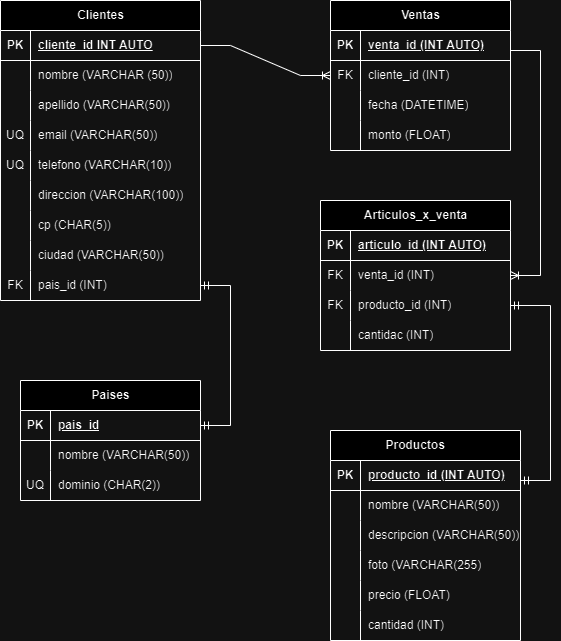 Clientes
PK cliente_id INT AUTO
nombre (VARCHAR (50))
apellido (VARCHAR(50))
UQ email (VARCHAR(50))
UQ telefono (VARCHAR(10))
direccion (VARCHAR(100))
cp (CHAR(5))
ciudad (VARCHAR(50))
FK pais_id (INT)
Ventas
PK venta_id (INT AUTO)
FK cliente_id (INT)
fecha (DATETIME)
monto (FLOAT)
Articulos_x_venta
PK articulo_id (INT AUTO)
FK venta_id (INT)
FK producto_id (INT)
cantidac (INT)
Paises
PK pais_id
nombre (VARCHAR(50))
UQ dominio (CHAR(2))
Productos
PK producto_id (INT AUTO)
nombre (VARCHAR(50))
descripcion (VARCHAR(50))
foto (VARCHAR(255)
precio (FLOAT)
cantidad (INT)